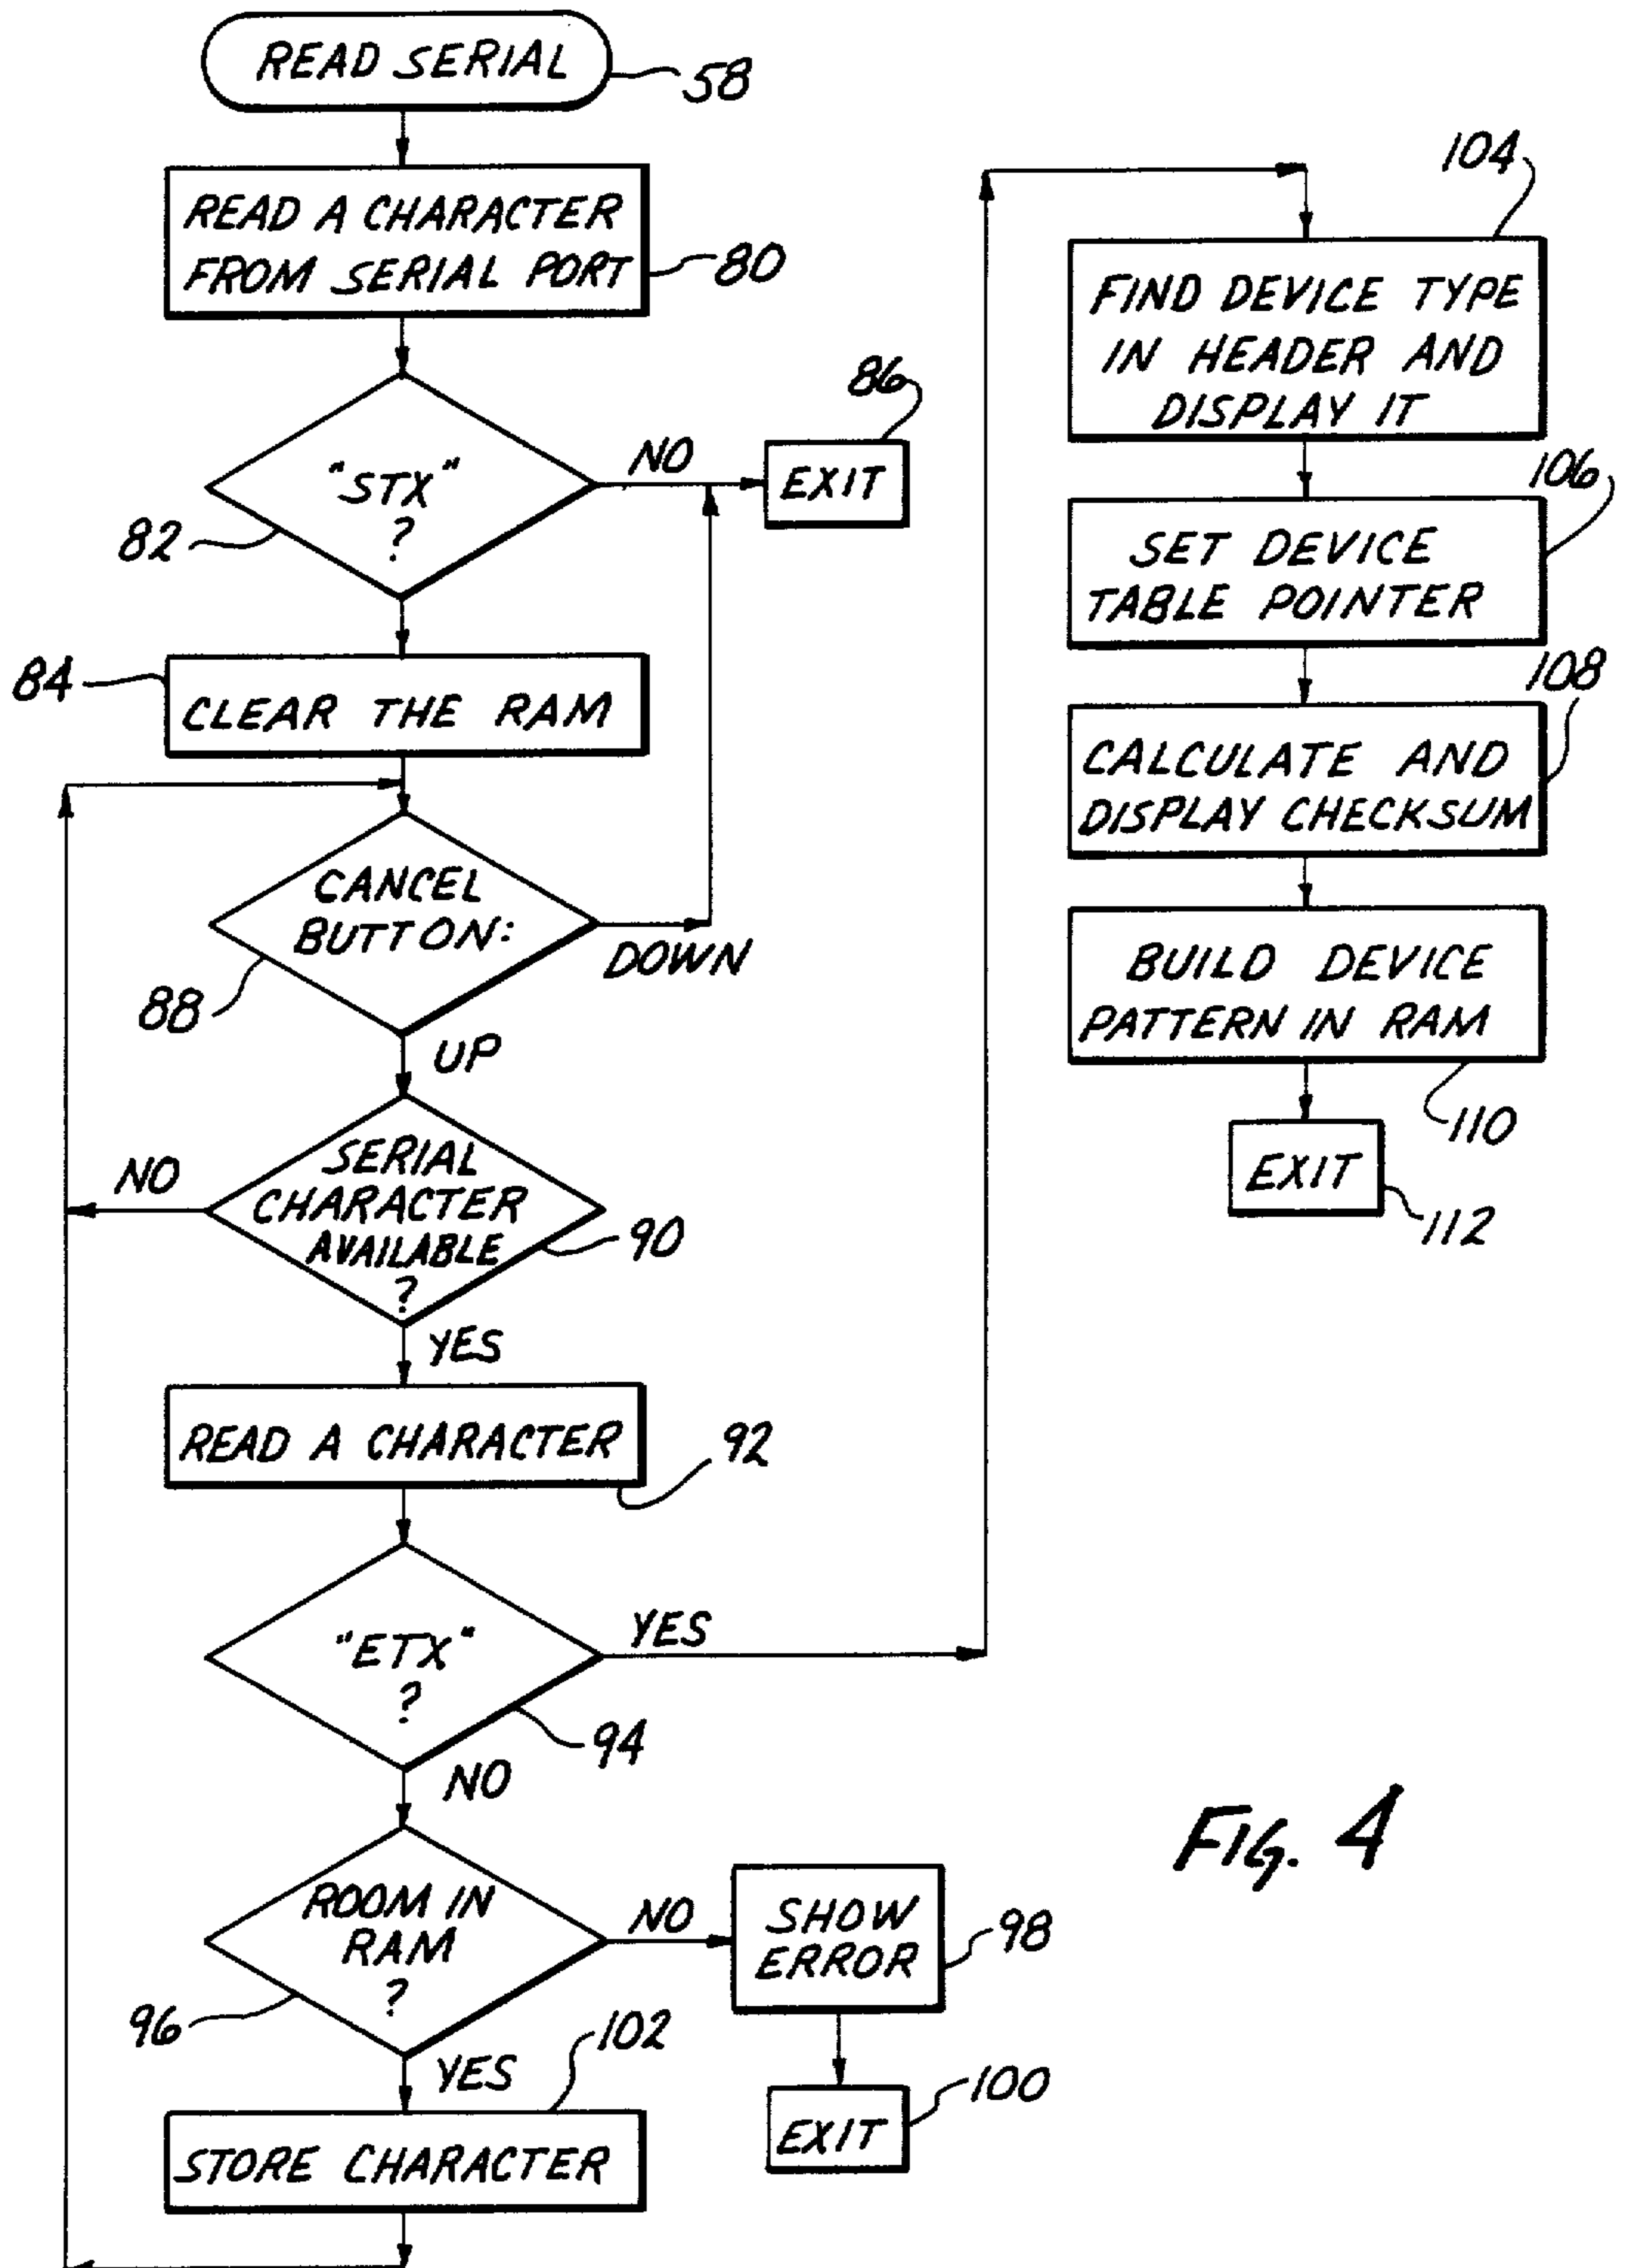 READ SERIAL
58
READ A CHARACTER
FROM SERIAL PORT
80
"STX"
?
82
NO
EXIT
86
84
CLEAR THE RAM
CANCEL
BUTTON:
88
DOWN
UP
SERIAL
CHARACTER
AVAILABLE
?
90
NO
YES
READ A CHARACTER
92
"ETX"
?
94
YES
NO
ROOM IN
RAM
?
96
NO
SHOW
ERROR
98
EXIT
100
YES
102
STORE CHARACTER
104
FIND DEVICE TYPE
IN HEADER AND
DISPLAY IT
106
SET DEVICE
TABLE POINTER
108
CALCULATE AND
DISPLAY CHECKSUM
BUILD DEVICE
PATTERN IN RAM
110
EXIT
112
FIG. 4